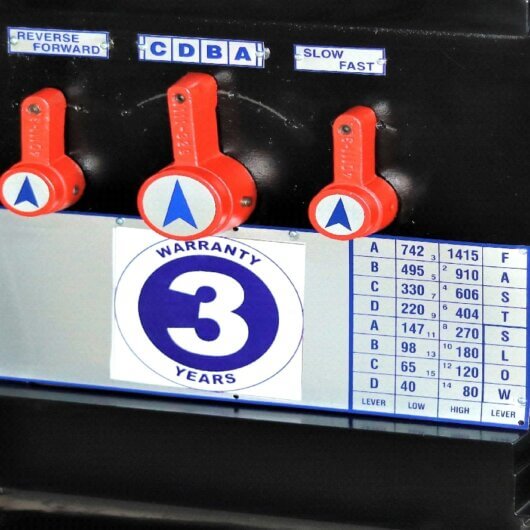 REVERSE
FORWARD
C D B A
SLOW
FAST
WARRANTY
3
YEARS
A 742 3 1415 F
B 495 5 2 910 A
C 330 7 4 606 S
D 220 9 6 404 T
A 147 11 8 270 S
B 98 13 10 180 L
C 65 15 12 120 O
D 40 14 80 W
LEVER LOW HIGH LEVER